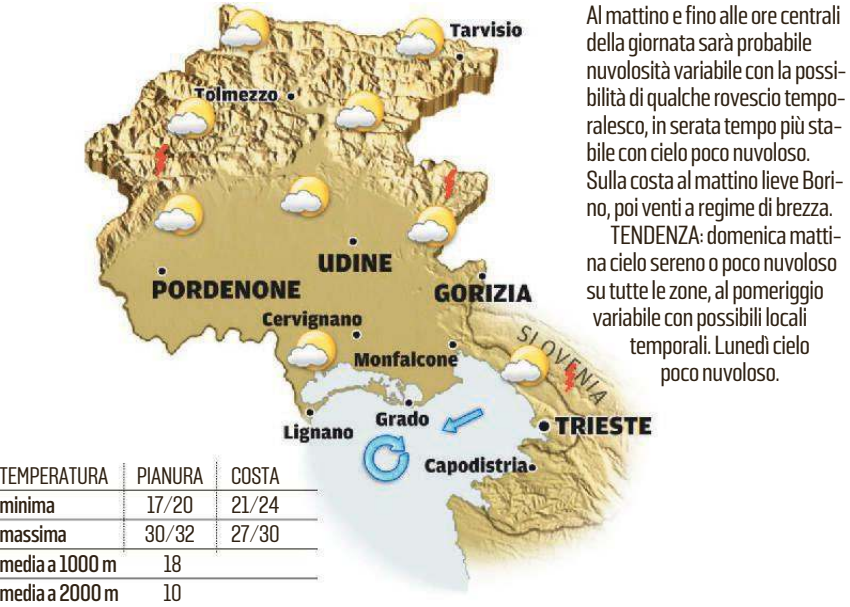 Al mattino e fino alle ore centrali
della giornata sarà probabile
nuvolosità variabile con la possi-
bilità di qualche rovescio tempo-
ralesco, in serata tempo più sta-
bile con cielo poco nuvoloso.
Sulla costa al mattino lieve Bori-
no, poi venti a regime di brezza.
TENDENZA: domenica matti-
na cielo sereno o poco nuvoloso
su tutte le zone, al pomeriggio
variabile con possibili locali
temporali. Lunedì cielo
poco nuvoloso.
Tarvisio
Tolmezzo
UDINE
PORDENONE
GORIZIA
Cervignano
Monfalcone
SLOVENIA
Grado
Lignano
TRIESTE
Capodistria
TEMPERATURA PIANURA COSTA
minima 17/20 21/24
massima 30/32 27/30
media a 1000 m 18
media a 2000 m 10